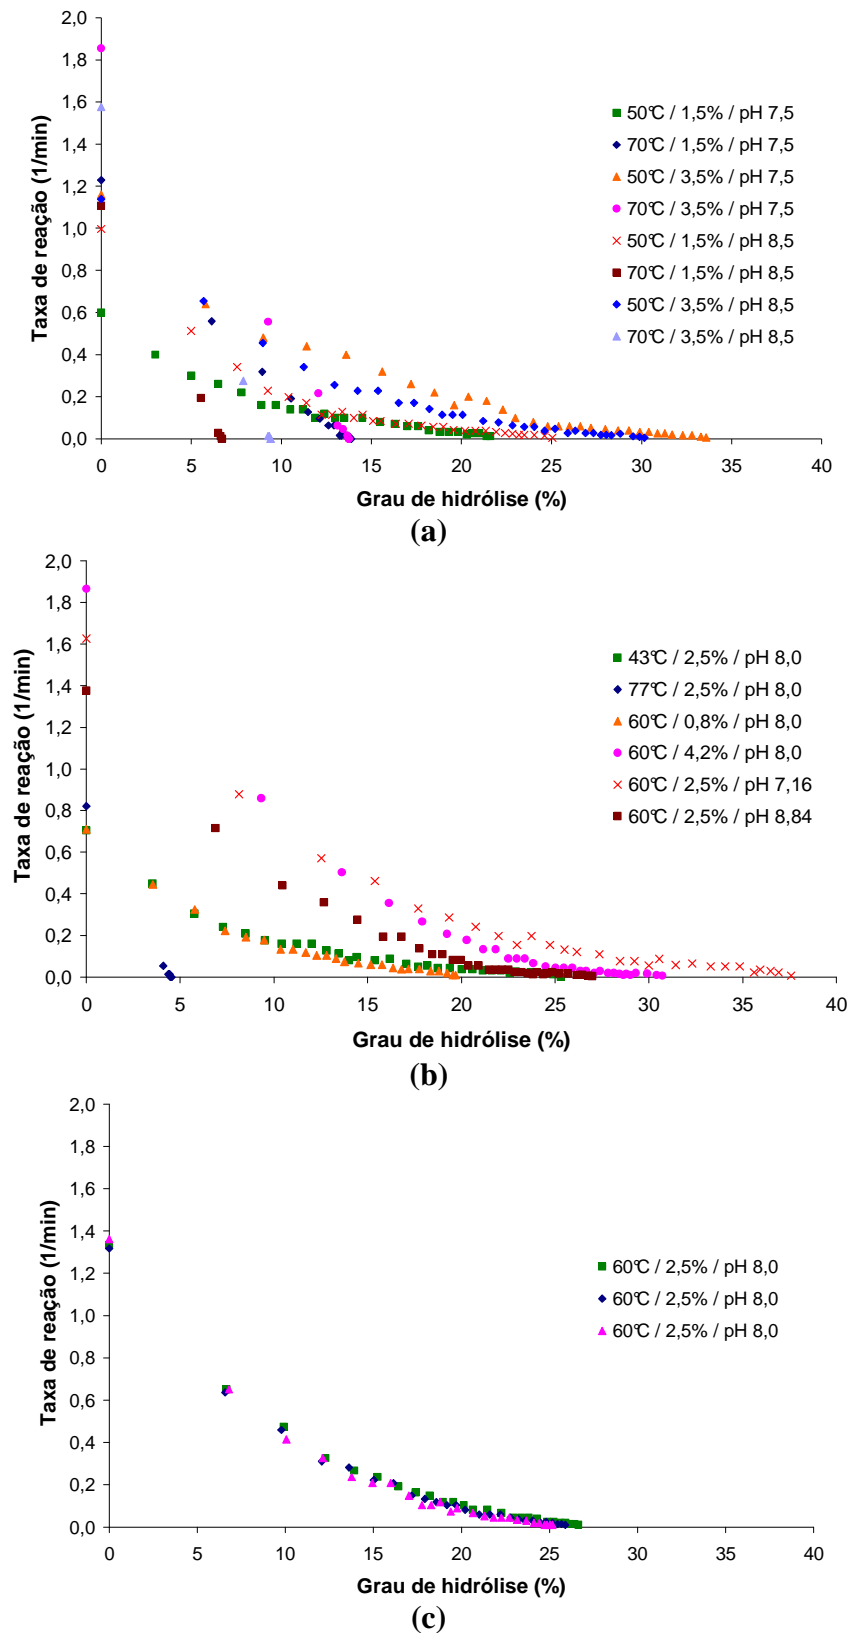 2,0
1,8
1,6
1,4
1,2
1,0
0,8
0,6
0,4
0,2
0,0
Taxa de reação (1/min)
50°C / 1,5% / pH 7,5
70°C / 1,5% / pH 7,5
50°C / 3,5% / pH 7,5
70°C / 3,5% / pH 7,5
50°C / 1,5% / pH 8,5
70°C / 1,5% / pH 8,5
50°C / 3,5% / pH 8,5
70°C / 3,5% / pH 8,5
0 5 10 15 20 25 30 35 40
Grau de hidrólise (%)
(a)
2,0
1,8
1,6
1,4
1,2
1,0
0,8
0,6
0,4
0,2
0,0
Taxa de reação (1/min)
43°C / 2,5% / pH 8,0
77°C / 2,5% / pH 8,0
60°C / 0,8% / pH 8,0
60°C / 4,2% / pH 8,0
60°C / 2,5% / pH 7,16
60°C / 2,5% / pH 8,84
0 5 10 15 20 25 30 35 40
Grau de hidrólise (%)
(b)
2,0
1,8
1,6
1,4
1,2
1,0
0,8
0,6
0,4
0,2
0,0
Taxa de reação (1/min)
60°C / 2,5% / pH 8,0
60°C / 2,5% / pH 8,0
60°C / 2,5% / pH 8,0
0 5 10 15 20 25 30 35 40
Grau de hidrólise (%)
(c)